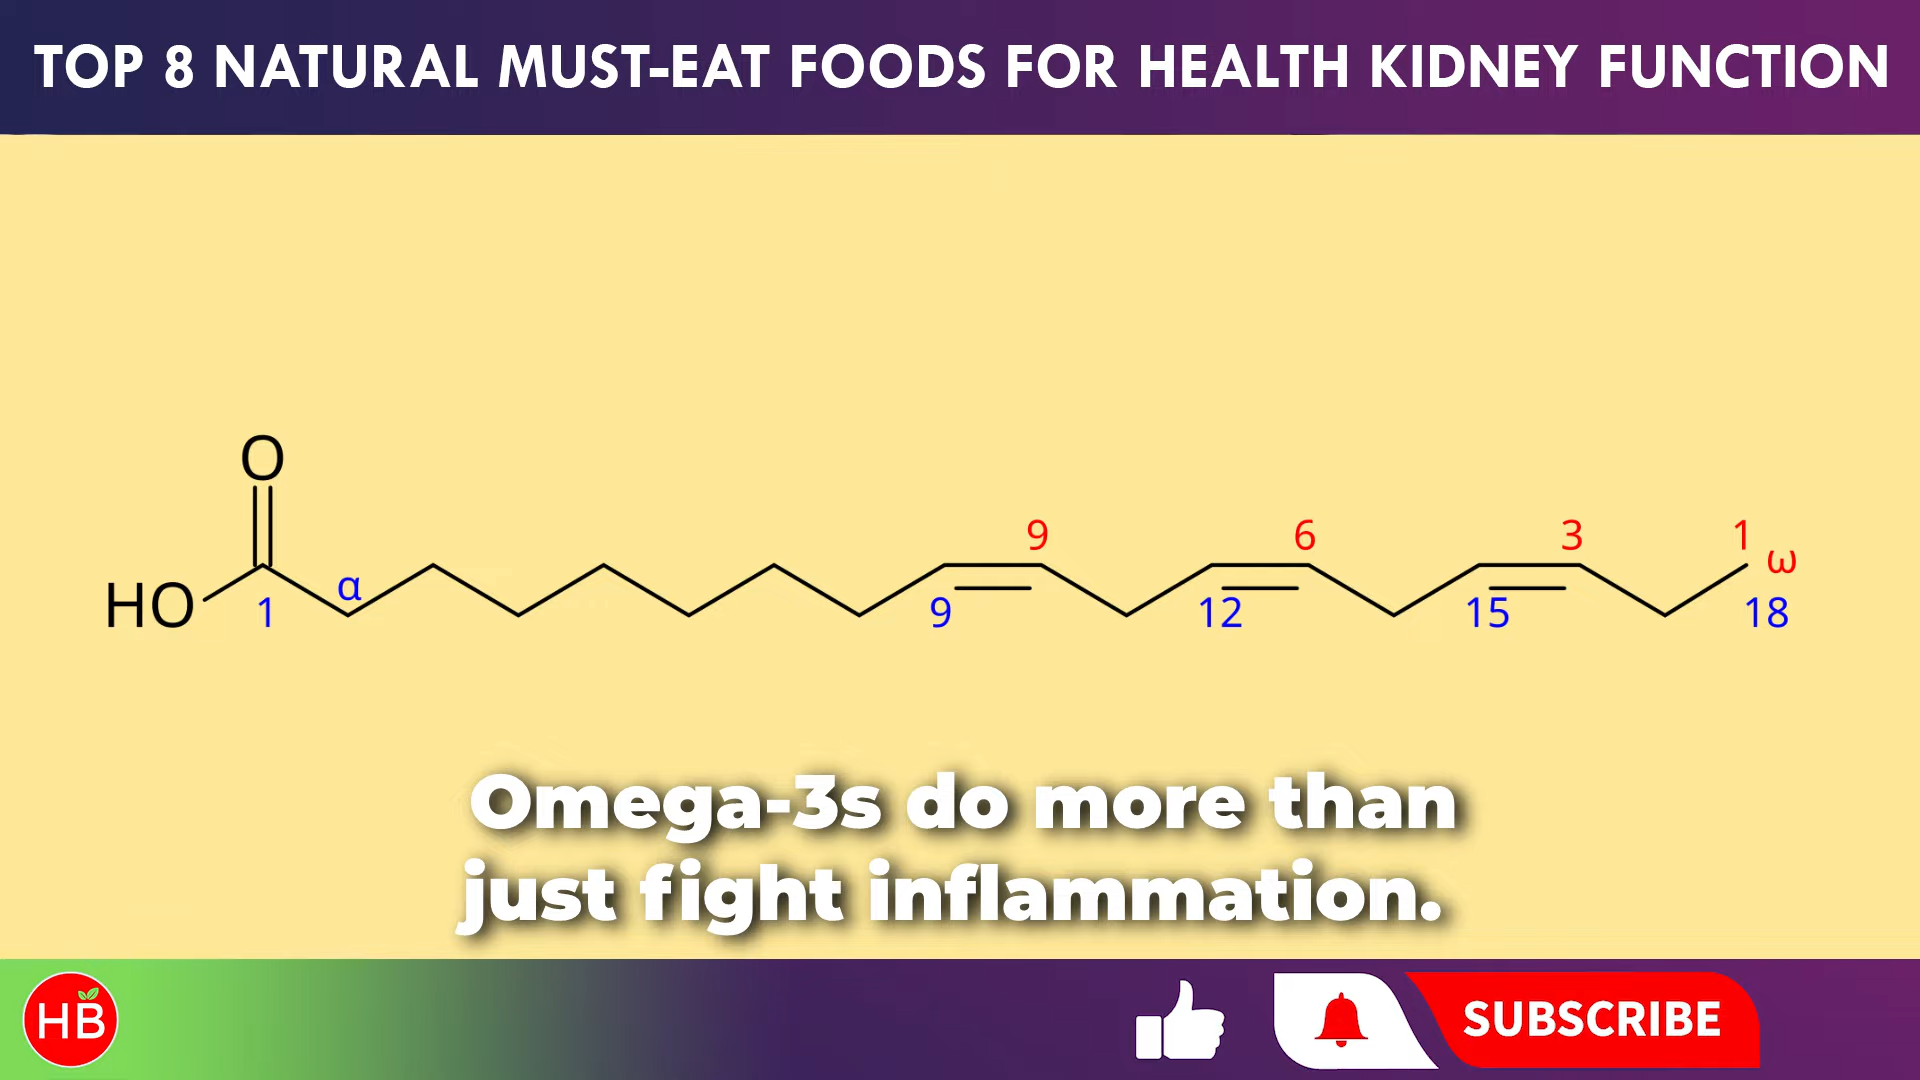 TOP 8 NATURAL MUST-EAT FOODS FOR HEALTH KIDNEY FUNCTION
O
9 6 3 1 ω
HO 1 α 9 12 15 18
Omega-3s do more than
just fight inflammation.
HB SUBSCRIBE